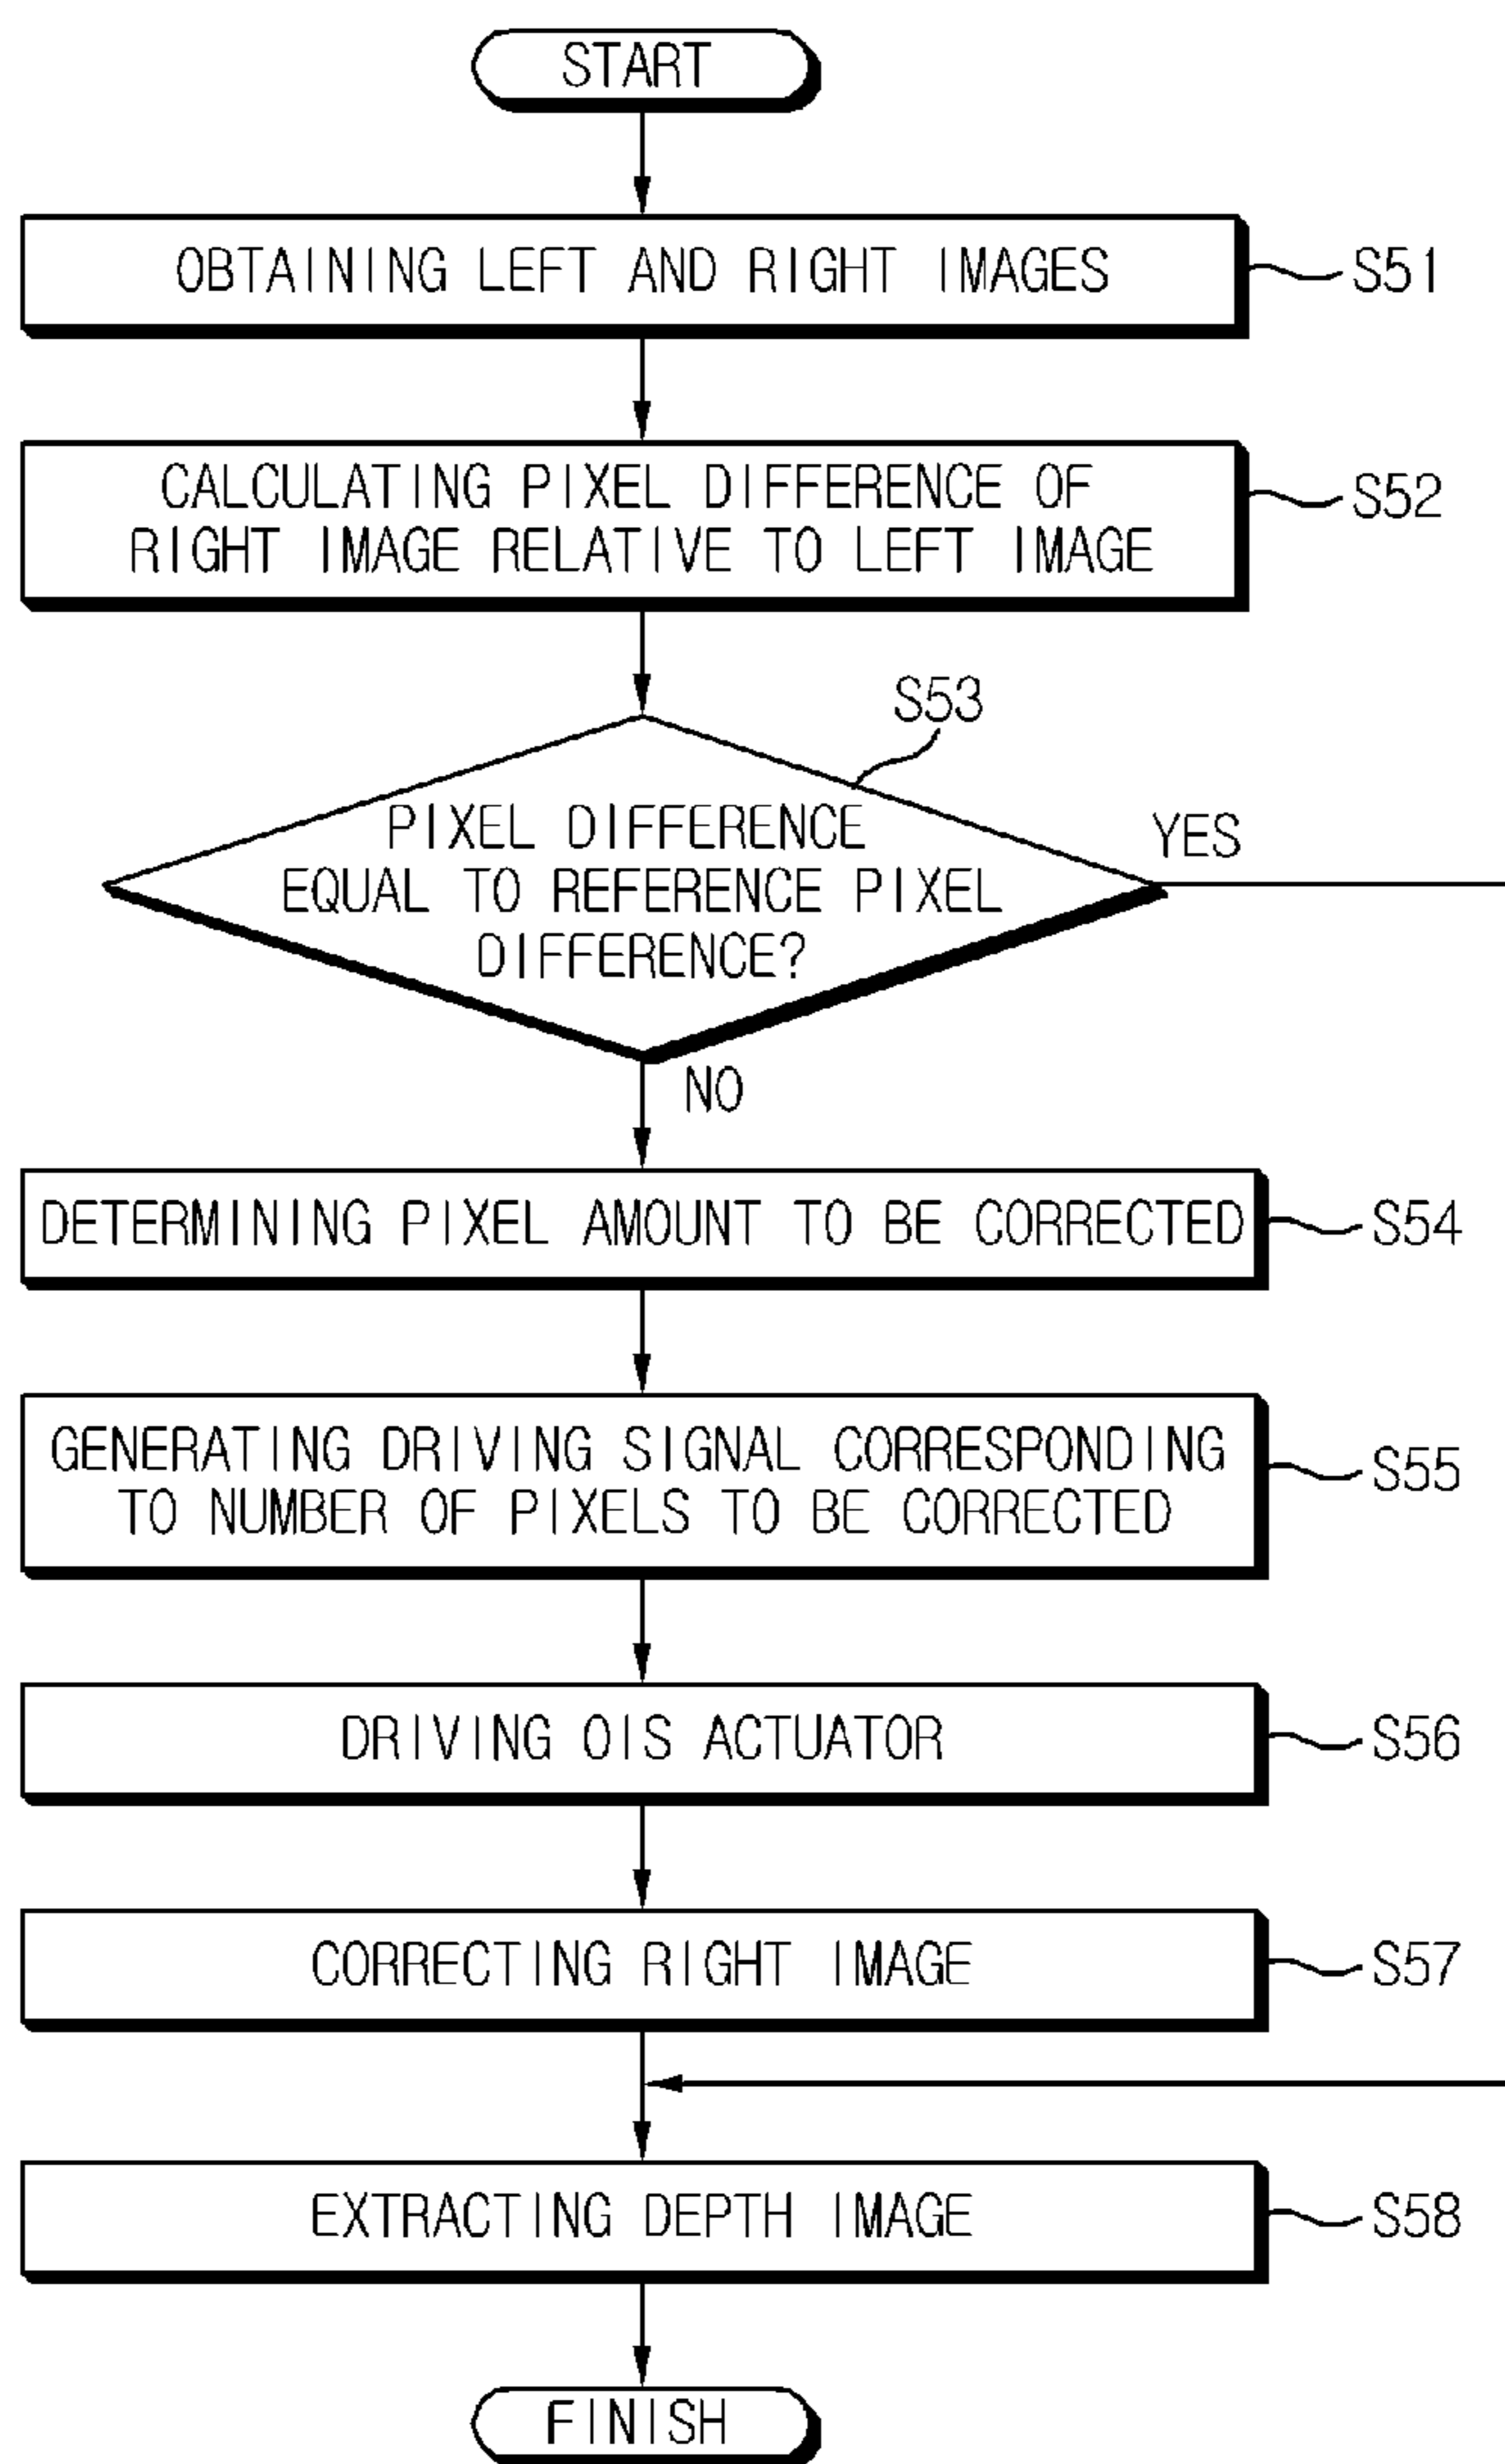 START
OBTAINING LEFT AND RIGHT IMAGES
S51
CALCULATING PIXEL DIFFERENCE OF
RIGHT IMAGE RELATIVE TO LEFT IMAGE
S52
S53
PIXEL DIFFERENCE
EQUAL TO REFERENCE PIXEL
DIFFERENCE?
YES
NO
DETERMINING PIXEL AMOUNT TO BE CORRECTED
S54
GENERATING DRIVING SIGNAL CORRESPONDING
TO NUMBER OF PIXELS TO BE CORRECTED
S55
DRIVING OIS ACTUATOR
S56
CORRECTING RIGHT IMAGE
S57
EXTRACTING DEPTH IMAGE
S58
FINISH